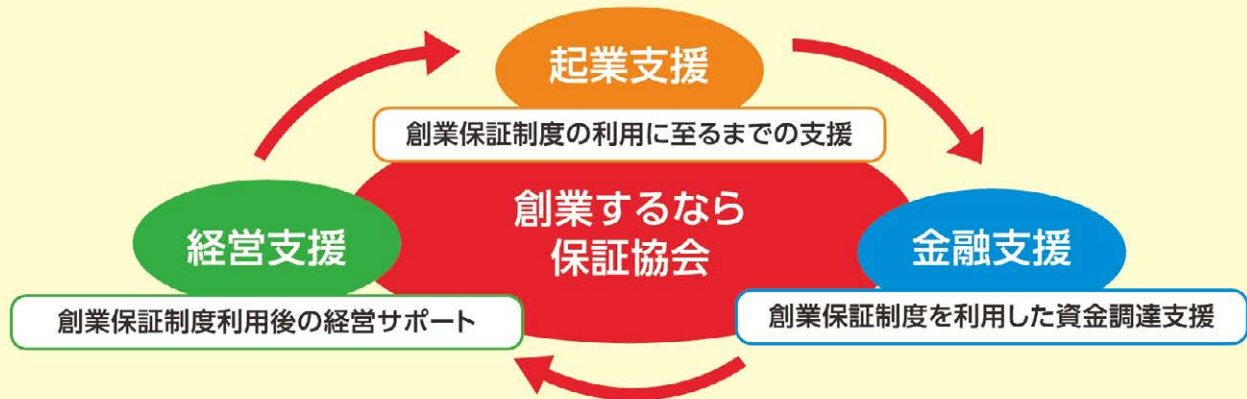 起業支援
創業保証制度の利用に至るまでの支援
創業するなら
保証協会
経営支援
創業保証制度利用後の経営サポート
金融支援
創業保証制度を利用した資金調達支援